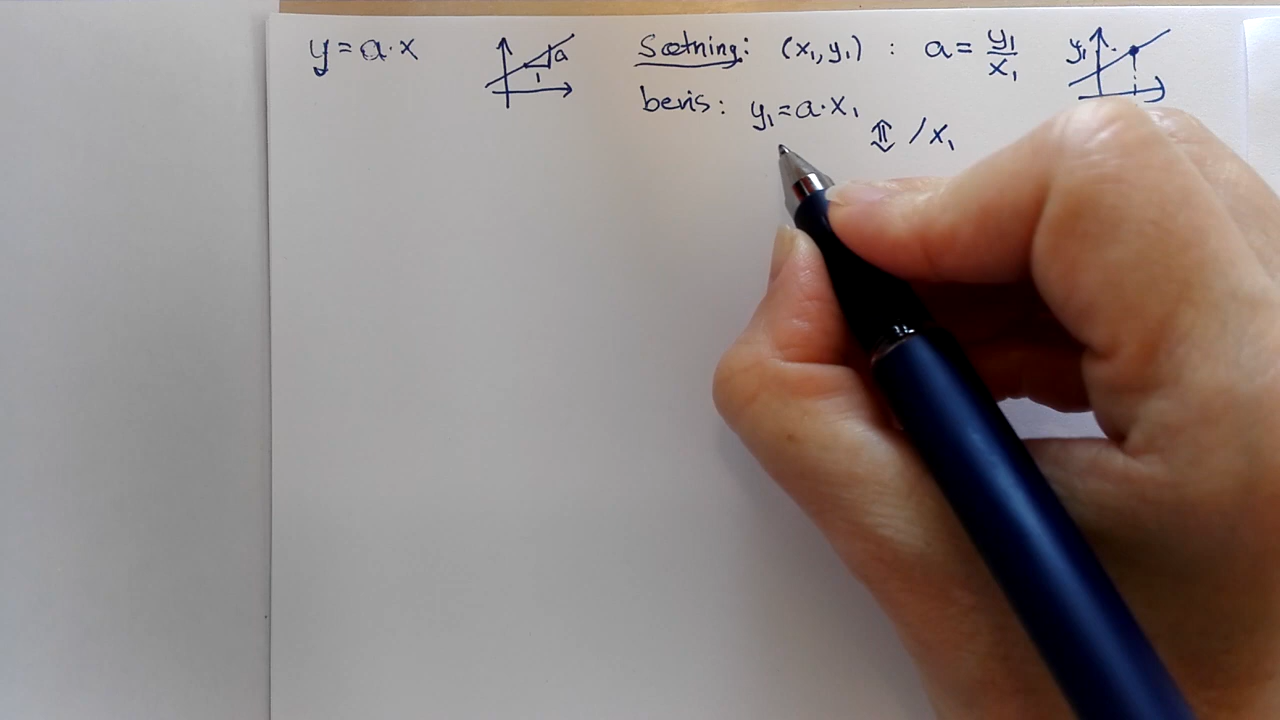 y = a · x
a
1
Sætning: (x₁, y₁) : a = y₁/x₁
y₁
bevis: y₁ = a · x₁
⇕ /x₁